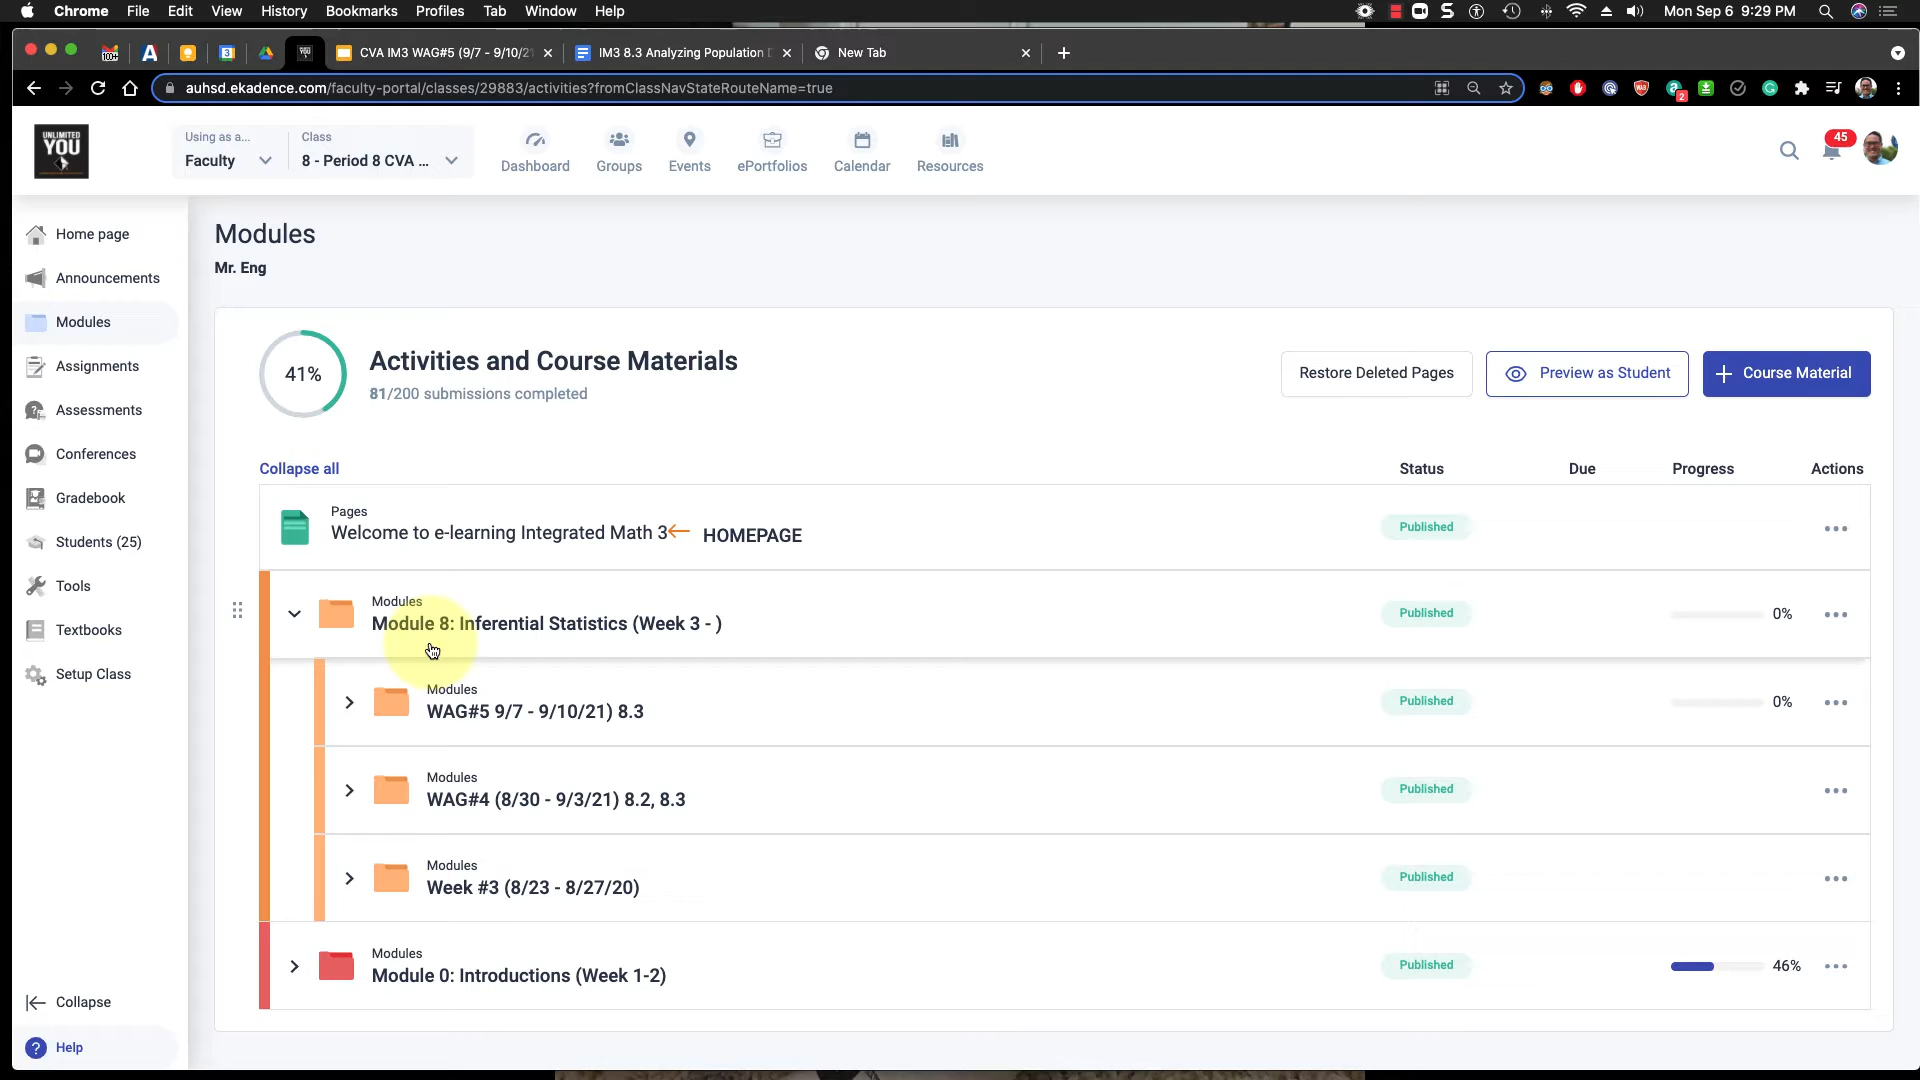 Chrome File Edit View History Bookmarks Profiles Tab Window Help
Mon Sep 6 9:29 PM
CVA IM3 WAG#5 (9/7 - 9/10/21
IM3 8.3 Analyzing Population D
New Tab
auhsd.ekadence.com/faculty-portal/classes/29883/activities?fromClassNavStateRouteName=true
2
UNLIMITED
YOU
Using as a...
Faculty
Class
8 - Period 8 CVA ...
Dashboard
Groups
Events
ePortfolios
Calendar
Resources
45
Home page
Announcements
Modules
Assignments
Assessments
Conferences
Gradebook
Students (25)
Tools
Textbooks
Setup Class
Collapse
Help
Modules
Mr. Eng
41%
Activities and Course Materials
81/200 submissions completed
Restore Deleted Pages
Preview as Student
Course Material
Collapse all
Status
Due
Progress
Actions
Pages
Welcome to e-learning Integrated Math 3
HOMEPAGE
Published
Modules
Module 8: Inferential Statistics (Week 3 - )
Published
0%
Modules
WAG#5 9/7 - 9/10/21) 8.3
Published
0%
Modules
WAG#4 (8/30 - 9/3/21) 8.2, 8.3
Published
Modules
Week #3 (8/23 - 8/27/20)
Published
Modules
Module 0: Introductions (Week 1-2)
Published
46%